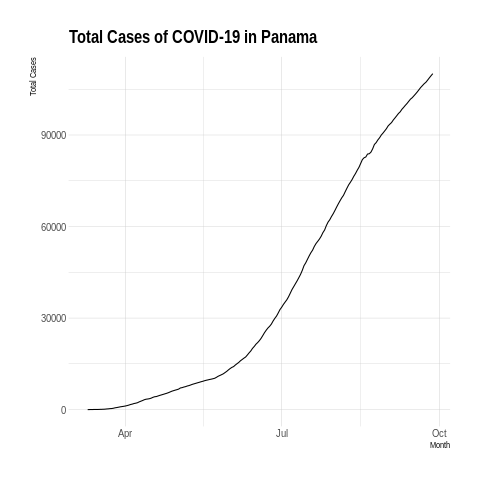 Total Cases of COVID-19 in Panama
Total Cases
90000
60000
30000
0
Apr
Jul
Oct
Month